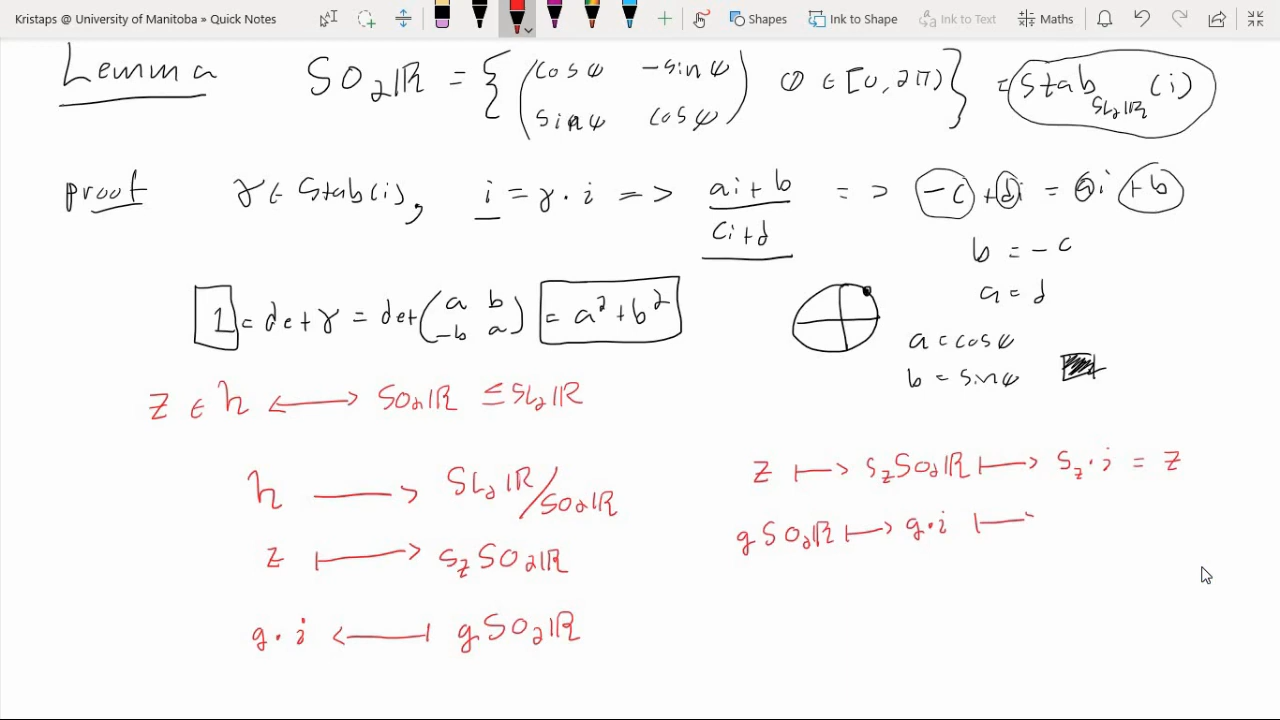 Kristaps @ University of Manitoba » Quick Notes
Shapes
Ink to Shape
Ink to Text
Maths
Lemma SO₂ℝ = { ( cos φ -sin φ ; sin φ cos φ ) φ ∈ [0, 2π) } = Stab_{SL₂ℝ} (i)
proof γ ∈ Stab(i), i = γ · i => (ai + b)/(ci + d) => -c + di = ai + b
b = -c
a = d
1 = det γ = det ( a b ; -b a ) = a² + b²
a = cos φ
b = sin φ
z ∈ h ⟷ SO₂ℝ ≤ SL₂ℝ
h ⟶ SL₂ℝ/SO₂ℝ
z ⟼ s_z SO₂ℝ
g · i ⟻ g SO₂ℝ
z ⟼ s_z SO₂ℝ ⟼ s_z · i = z
g SO₂ℝ ⟼ g · i ⟼